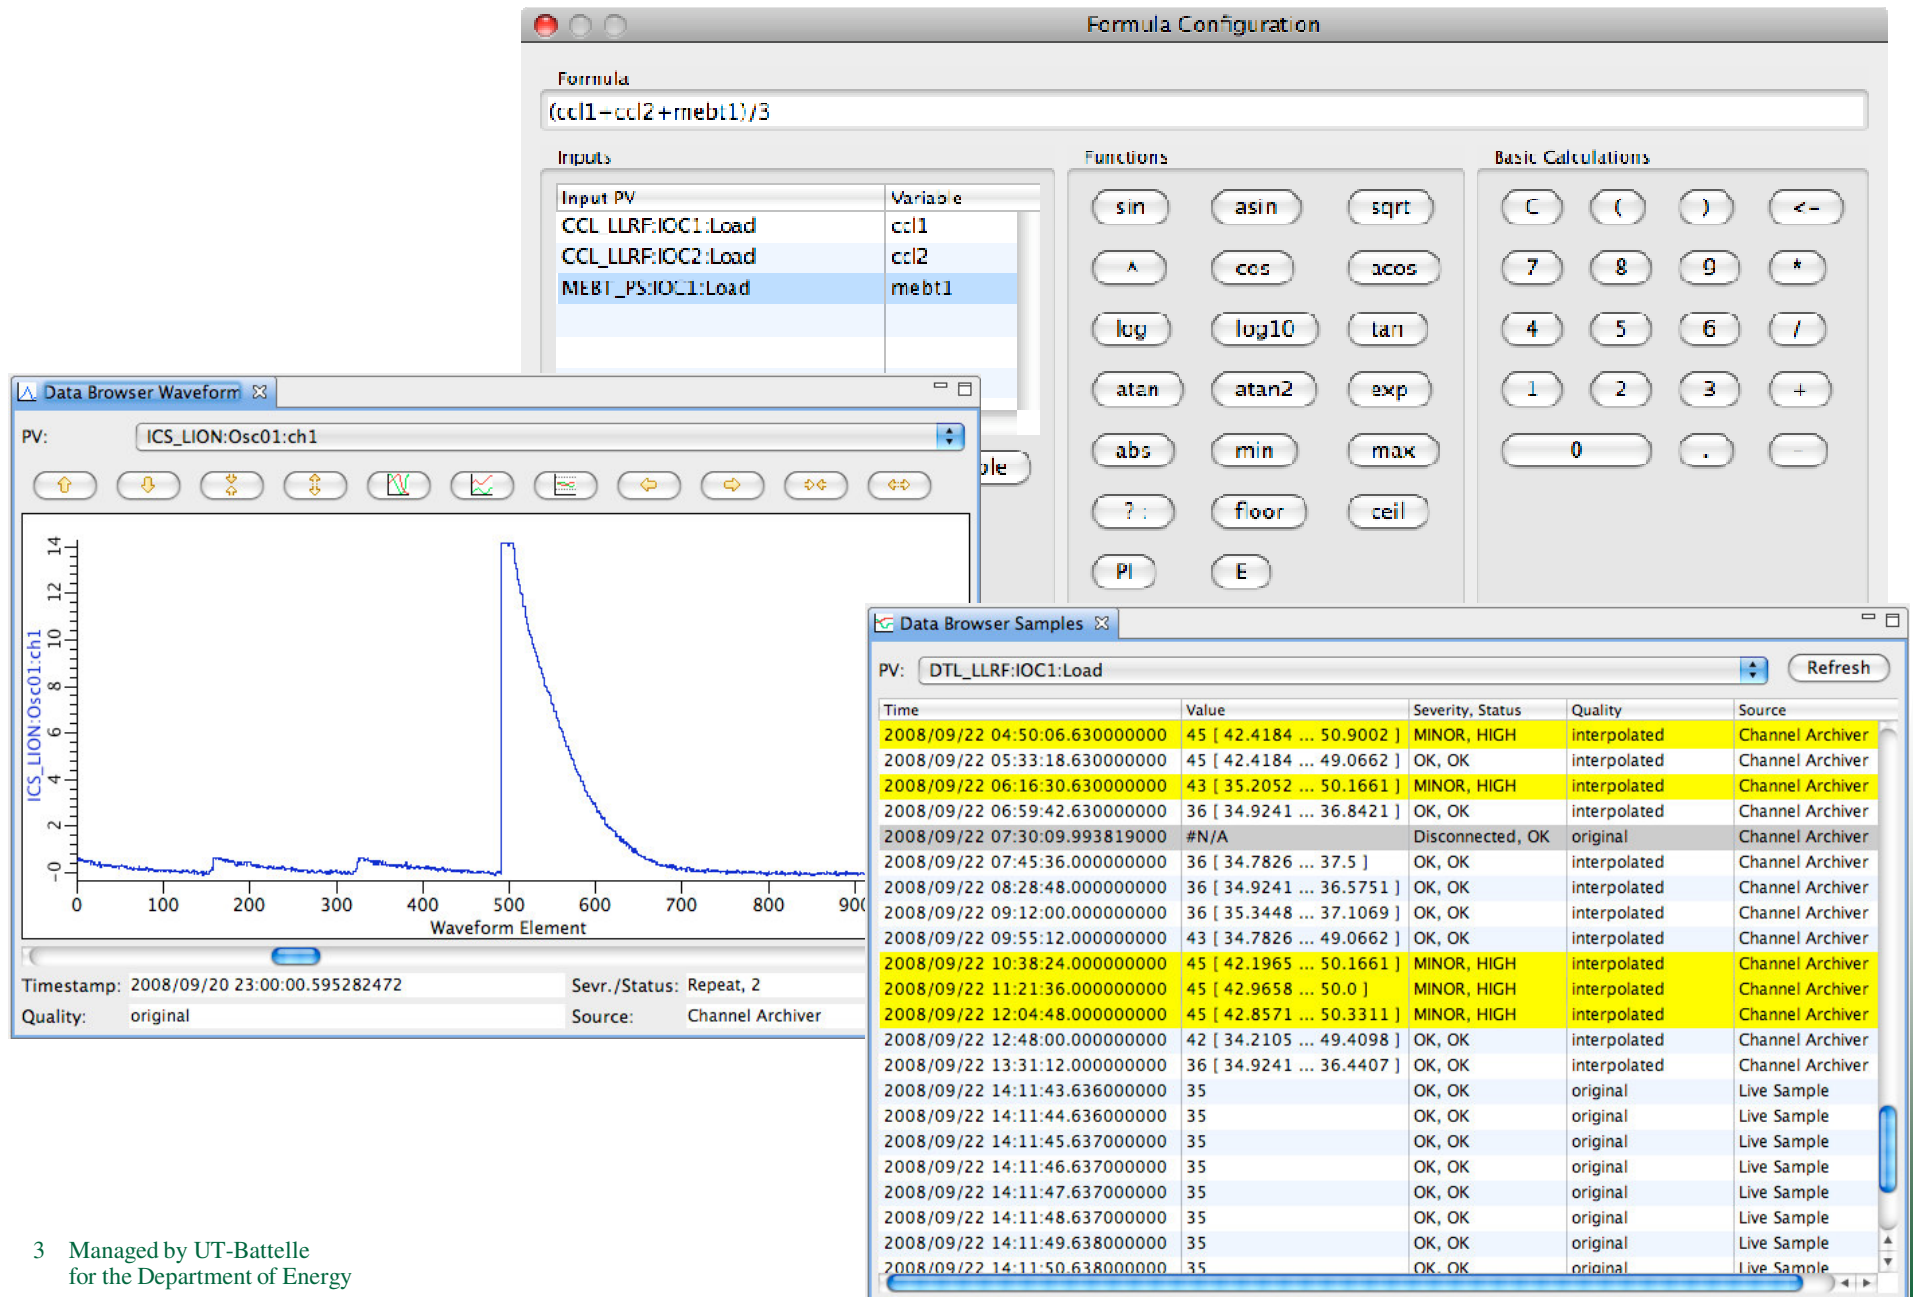 Formula Configuration
Formula
(ccl1+ccl2+mebt1)/3
Inputs
Input PV Variable
CCL_LLRF:IOC1:Load ccl1
CCL_LLRF:IOC2:Load ccl2
MEBT_PS:IOC1:Load mebt1
Functions
sin asin sqrt
^ cos acos
log log10 tan
atan atan2 exp
abs min max
? : floor ceil
PI E
Basic Calculations
C ( ) <-
7 8 9 *
4 5 6 /
1 2 3 +
0 . -
Data Browser Waveform
PV: ICS_LION:Osc01:ch1
ICS_LION:Osc01:ch1
14
12
10
8
6
4
2
-0
0 100 200 300 400 500 600 700 800 900
Waveform Element
Timestamp: 2008/09/20 23:00:00.595282472 Sevr./Status: Repeat, 2
Quality: original Source: Channel Archiver
Data Browser Samples
PV: DTL_LLRF:IOC1:Load Refresh
Time Value Severity, Status Quality Source
2008/09/22 04:50:06.630000000 45 [ 42.4184 ... 50.9002 ] MINOR, HIGH interpolated Channel Archiver
2008/09/22 05:33:18.630000000 45 [ 42.4184 ... 49.0662 ] OK, OK interpolated Channel Archiver
2008/09/22 06:16:30.630000000 43 [ 35.2052 ... 50.1661 ] MINOR, HIGH interpolated Channel Archiver
2008/09/22 06:59:42.630000000 36 [ 34.9241 ... 36.8421 ] OK, OK interpolated Channel Archiver
2008/09/22 07:30:09.993819000 #N/A Disconnected, OK original Channel Archiver
2008/09/22 07:45:36.000000000 36 [ 34.7826 ... 37.5 ] OK, OK interpolated Channel Archiver
2008/09/22 08:28:48.000000000 36 [ 34.9241 ... 36.5751 ] OK, OK interpolated Channel Archiver
2008/09/22 09:12:00.000000000 36 [ 35.3448 ... 37.1069 ] OK, OK interpolated Channel Archiver
2008/09/22 09:55:12.000000000 43 [ 34.7826 ... 49.0662 ] OK, OK interpolated Channel Archiver
2008/09/22 10:38:24.000000000 45 [ 42.1965 ... 50.1661 ] MINOR, HIGH interpolated Channel Archiver
2008/09/22 11:21:36.000000000 45 [ 42.9658 ... 50.0 ] MINOR, HIGH interpolated Channel Archiver
2008/09/22 12:04:48.000000000 45 [ 42.8571 ... 50.3311 ] MINOR, HIGH interpolated Channel Archiver
2008/09/22 12:48:00.000000000 42 [ 34.2105 ... 49.4098 ] OK, OK interpolated Channel Archiver
2008/09/22 13:31:12.000000000 36 [ 34.9241 ... 36.4407 ] OK, OK interpolated Channel Archiver
2008/09/22 14:11:43.636000000 35 OK, OK original Live Sample
2008/09/22 14:11:44.636000000 35 OK, OK original Live Sample
2008/09/22 14:11:45.637000000 35 OK, OK original Live Sample
2008/09/22 14:11:46.637000000 35 OK, OK original Live Sample
2008/09/22 14:11:47.637000000 35 OK, OK original Live Sample
2008/09/22 14:11:48.637000000 35 OK, OK original Live Sample
2008/09/22 14:11:49.638000000 35 OK, OK original Live Sample
2008/09/22 14:11:50.638000000 35 OK, OK original Live Sample
3 Managed by UT-Battelle
for the Department of Energy